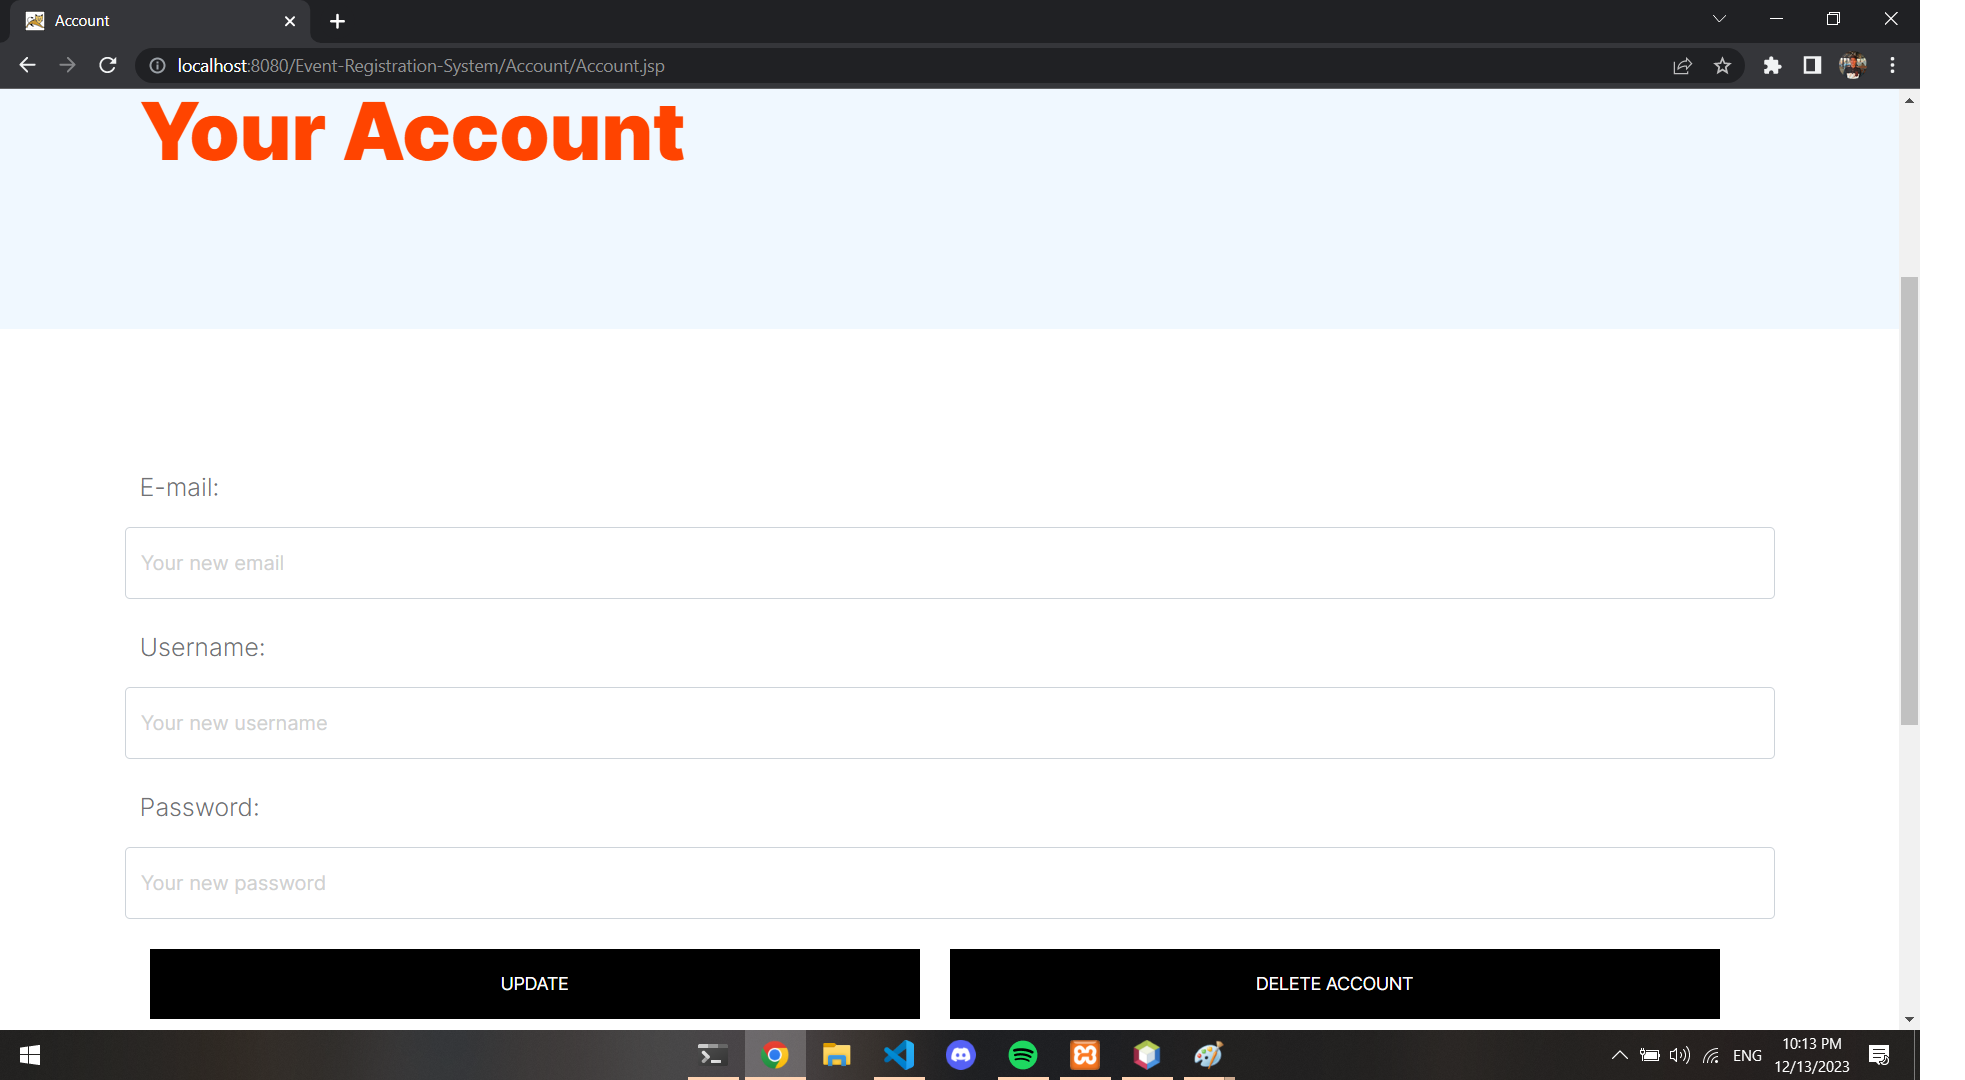 Account
localhost:8080/Event-Registration-System/Account/Account.jsp
Your Account
E-mail:
Your new email
Username:
Your new username
Password:
Your new password
UPDATE
DELETE ACCOUNT
ENG
10:13 PM
12/13/2023